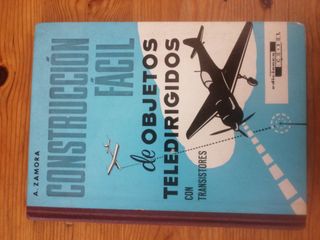 A. ZAMORA
CONSTRUCCIÓN
FÁCIL
de OBJETOS
TELEDIRIGIDOS
CON
TRANSISTORES